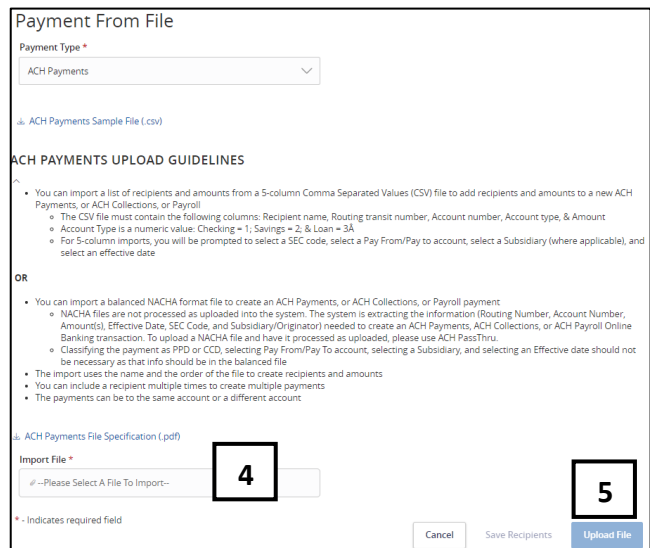 Payment From File
Payment Type *
ACH Payments
ACH Payments Sample File (.csv)
ACH PAYMENTS UPLOAD GUIDELINES
• You can import a list of recipients and amounts from a 5-column Comma Separated Values (CSV) file to add recipients and amounts to a new ACH
Payments, or ACH Collections, or Payroll
The CSV file must contain the following columns: Recipient name, Routing transit number, Account number, Account type, & Amount
Account Type is a numeric value: Checking = 1; Savings = 2; & Loan = 3Â
For 5-column imports, you will be prompted to select a SEC code, select a Pay From/Pay to account, select a Subsidiary (where applicable), and
select an effective date
OR
• You can import a balanced NACHA format file to create an ACH Payments, or ACH Collections, or Payroll payment
NACHA files are not processed as uploaded into the system. The system is extracting the information (Routing Number, Account Number,
Amount(s), Effective Date, SEC Code, and Subsidiary/Originator) needed to create an ACH Payments, ACH Collections, or ACH Payroll Online
Banking transaction. To upload a NACHA file and have it processed as uploaded, please use ACH PassThru.
Classifying the payment as PPD or CCD, selecting Pay From/Pay To account, selecting a Subsidiary, and selecting an Effective date should not
be necessary as that info should be in the balanced file
• The import uses the name and the order of the file to create recipients and amounts
• You can include a recipient multiple times to create multiple payments
• The payments can be to the same account or a different account
ACH Payments File Specification (.pdf)
Import File *
--Please Select A File To Import--
4
5
* - Indicates required field
Cancel Save Recipients Upload File